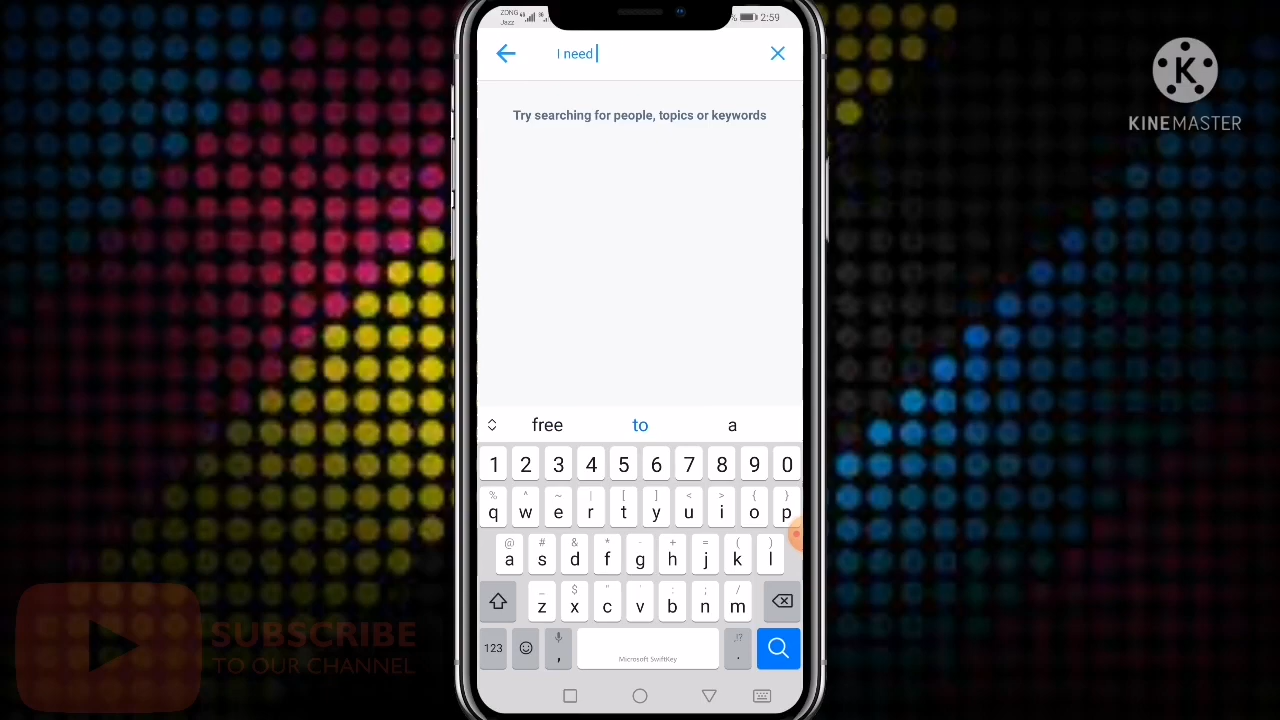 ZONG
Jazz
% 2:59
I need
Try searching for people, topics or keywords
free to a
1 2 3 4 5 6 7 8 9 0
% ^ ~ | [ ] < > { }
q w e r t y u i o p
@ # & * - + = ( )
a s d f g h j k l
_ $ " ' : ; /
z x c v b n m
123 , Microsoft SwiftKey .
,!?
KINEMASTER
SUBSCRIBE
TO OUR CHANNEL